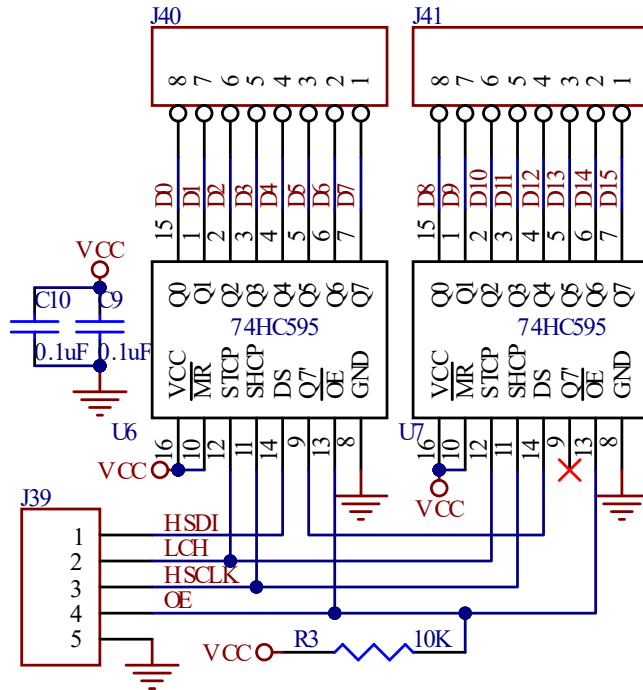 J40 J41
8 7 6 5 4 3 2 1 8 7 6 5 4 3 2 1
D0 D1 D2 D3 D4 D5 D6 D7 D8 D9 D10 D11 D12 D13 D14 D15
15 1 2 3 4 5 6 7 15 1 2 3 4 5 6 7
VCC
Q0 Q1 Q2 Q3 Q4 Q5 Q6 Q7 Q0 Q1 Q2 Q3 Q4 Q5 Q6 Q7
C10 C9
74HC595 74HC595
0.1uF 0.1uF
VCC MR STCP SHCP DS Q7' OE GND VCC MR STCP SHCP DS Q7' OE GND
U6 U7
16 10 12 11 14 9 13 8 16 10 12 11 14 9 13 8
VCC
J39
VCC
1 HSDI
2 LCH
3 HSCLK
4 OE
5
VCC R3 10K